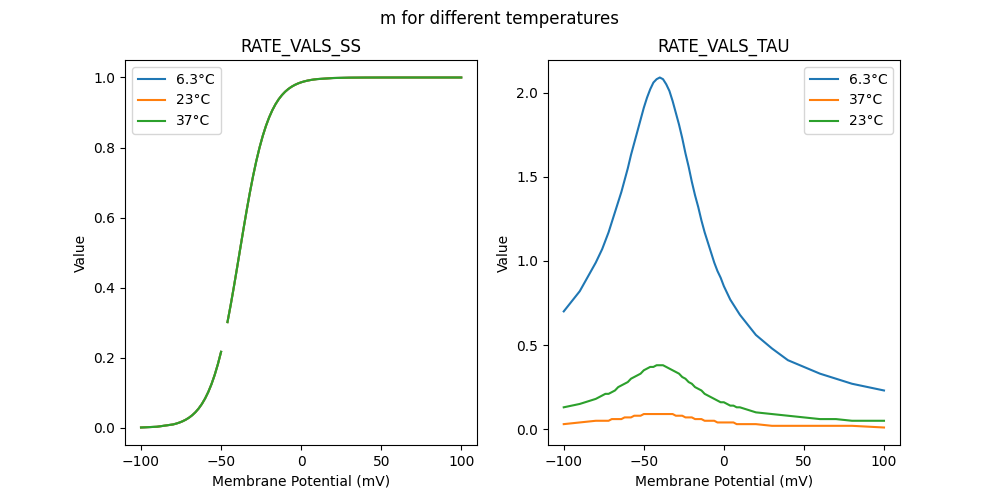 m for different temperatures
RATE_VALS_SS
6.3°C
23°C
37°C
1.0
0.8
0.6
0.4
0.2
0.0
Value
−100
−50
0
50
100
Membrane Potential (mV)
RATE_VALS_TAU
6.3°C
37°C
23°C
2.0
1.5
1.0
0.5
0.0
Value
−100
−50
0
50
100
Membrane Potential (mV)